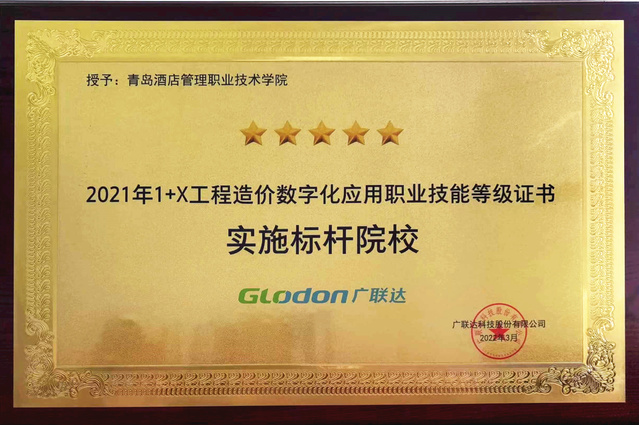 授予：青岛酒店管理职业技术学院
2021年1+X工程造价数字化应用职业技能等级证书
实施标杆院校
GLodon广联达
广联达科技股份有限公司
2022年3月